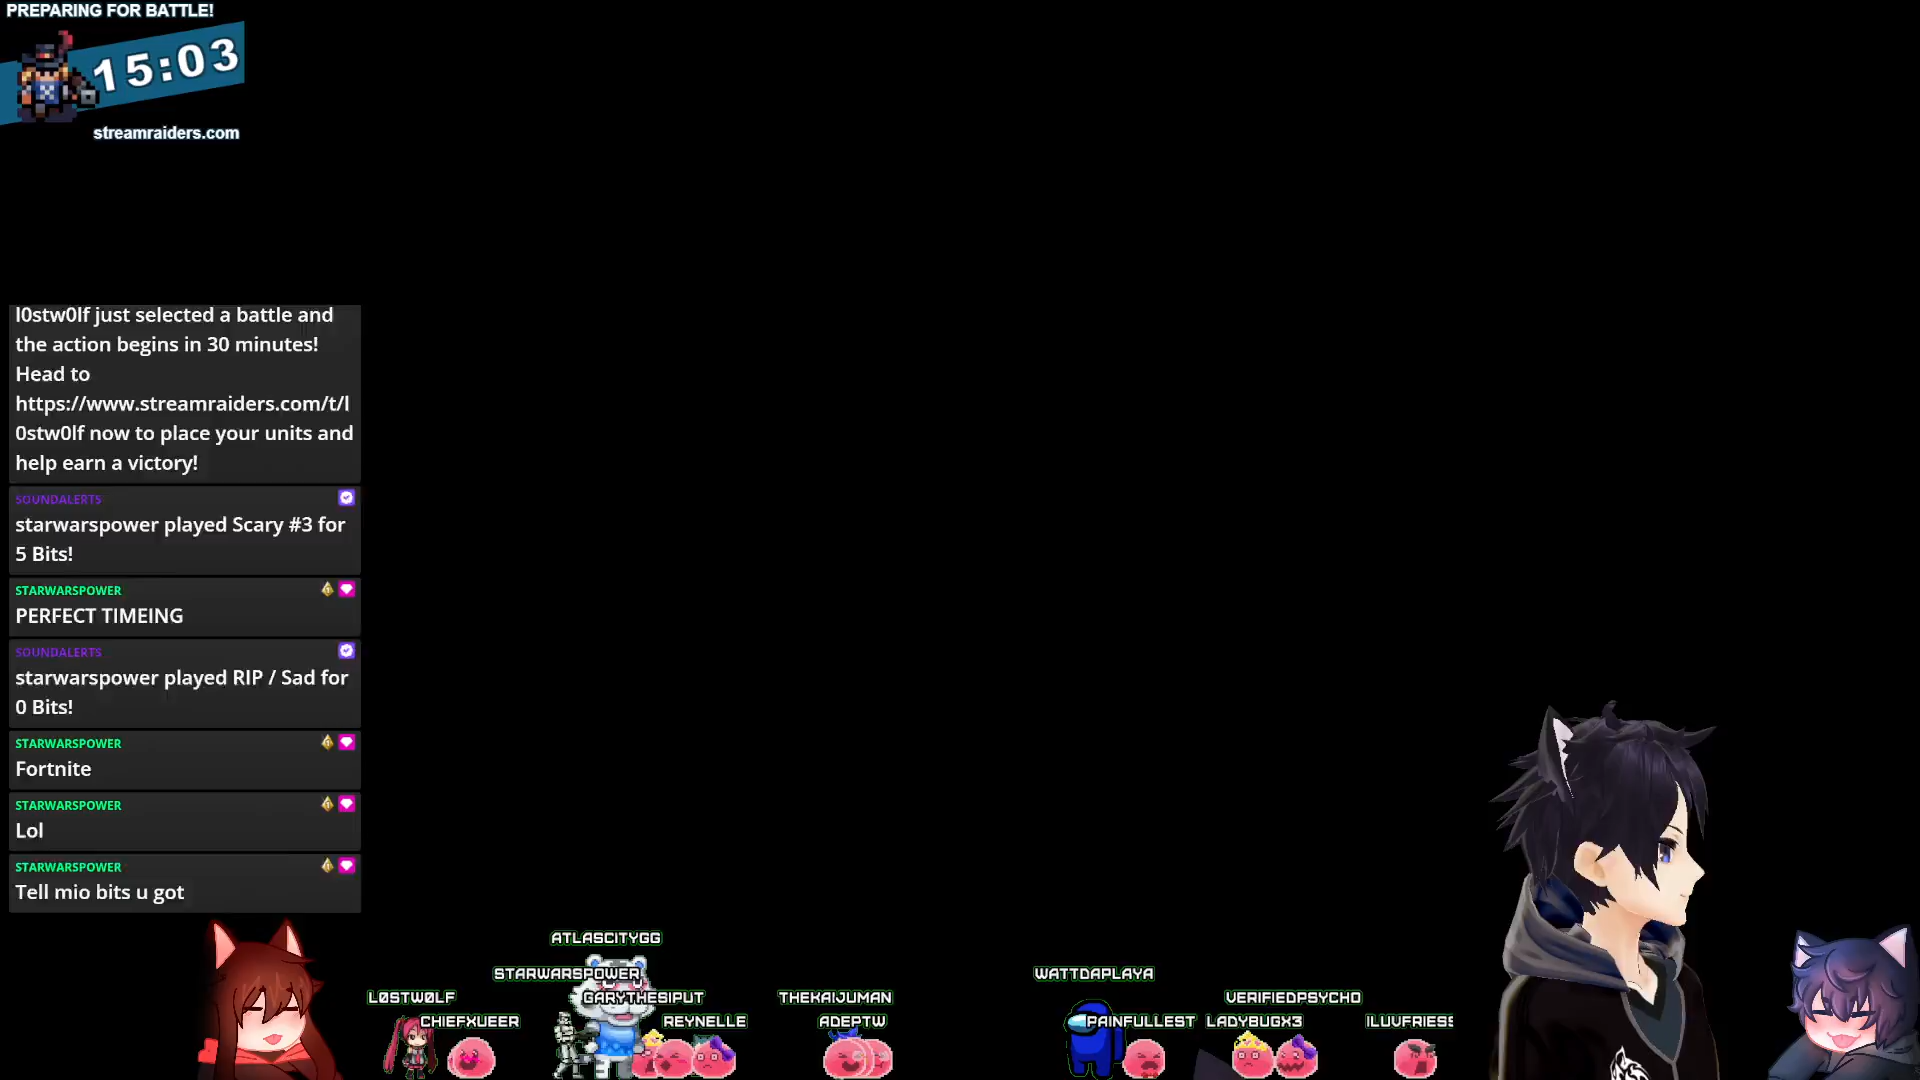 PREPARING FOR BATTLE!
15:03
streamraiders.com
l0stw0lf just selected a battle and
the action begins in 30 minutes!
Head to
https://www.streamraiders.com/t/l
0stw0lf now to place your units and
help earn a victory!
SOUNDALERTS
starwarspower played Scary #3 for
5 Bits!
STARWARSPOWER
PERFECT TIMEING
SOUNDALERTS
starwarspower played RIP / Sad for
0 Bits!
STARWARSPOWER
Fortnite
STARWARSPOWER
Lol
STARWARSPOWER
Tell mio bits u got
ATLASCITYGG
STARWARSPOWER
WATTDAPLAYA
L0STW0LF
GARYTHESIPUT
THEKAIJUMAN
VERIFIEDPSYCHO
CHIEFXUEER
REYNELLE
ADEPTW
PAINFULLEST
LADYBUGX3
ILUVFRIESS